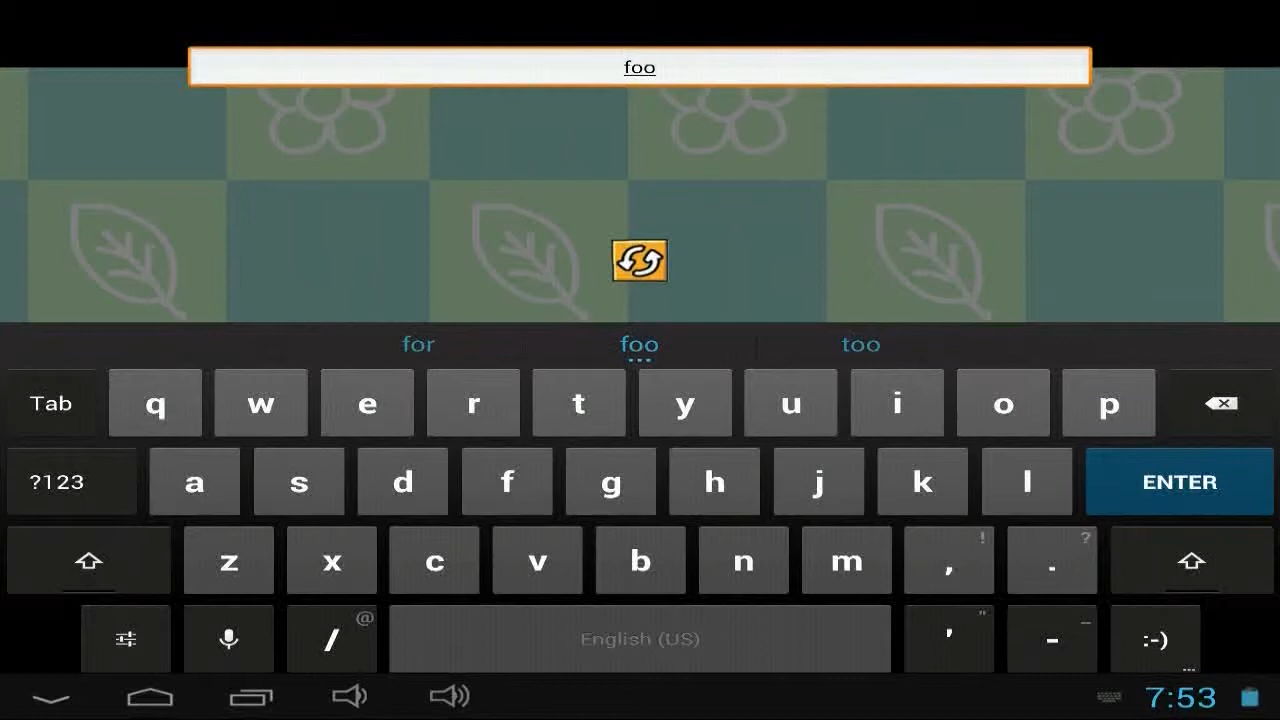 foo
for foo too
Tab q w e r t y u i o p
?123 a s d f g h j k l ENTER
z x c v b n m , ! . ?
/ @ English (US) ' " - _ :-) ...
7:53